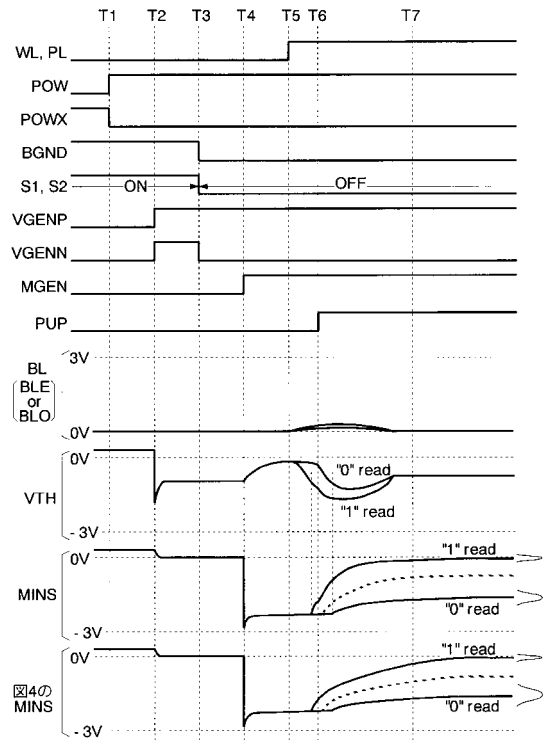 T1 T2 T3 T4 T5 T6 T7
WL, PL
POW
POWX
BGND
S1, S2 ON OFF
VGENP
VGENN
MGEN
PUP
3V
BL
BLE
or
BLO
0V
0V
"0" read
VTH
"1" read
- 3V
"1" read
0V
MINS
"0" read
- 3V
"1" read
0V
図4の
MINS
"0" read
- 3V